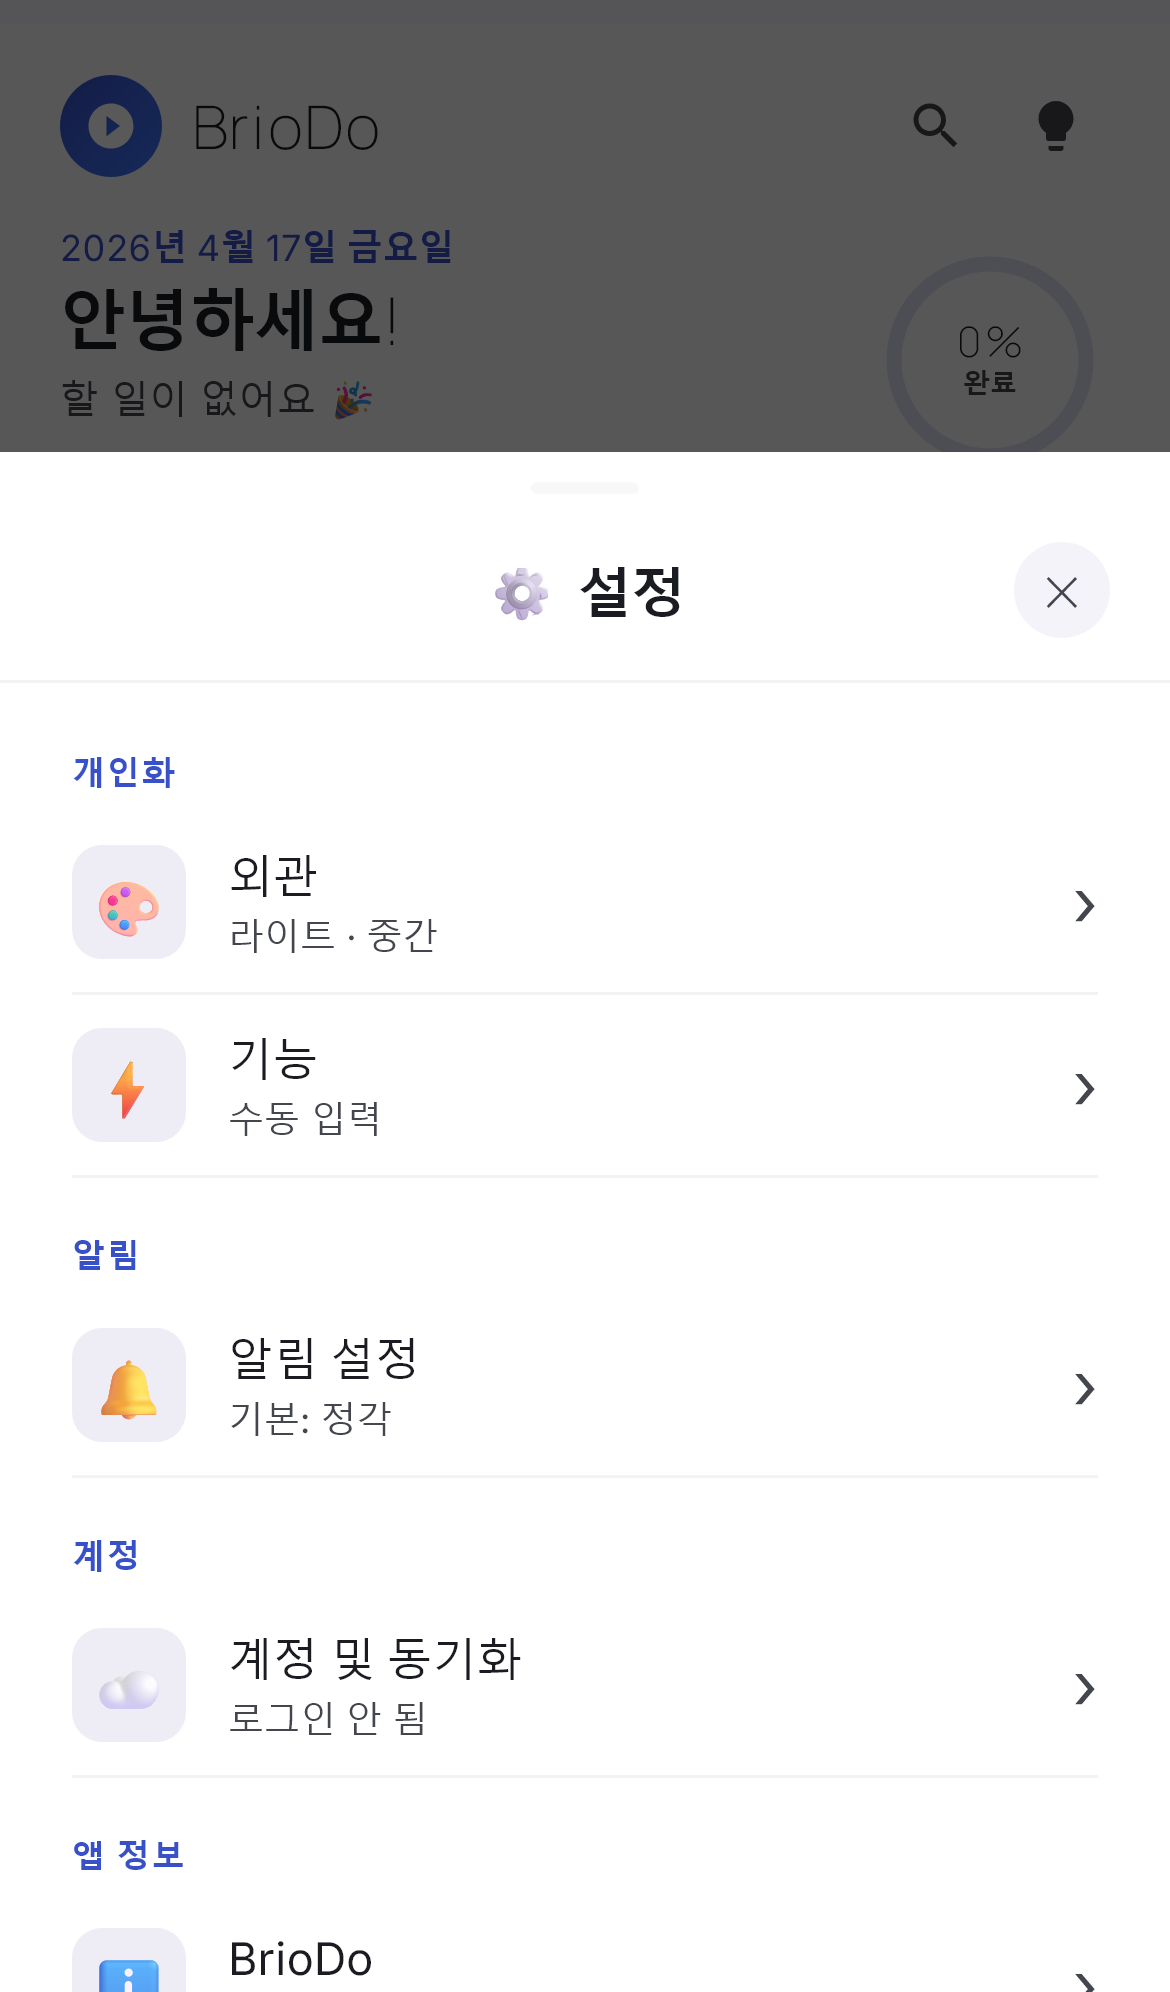 BrioDo
2026년 4월 17일 금요일
안녕하세요!
할 일이 없어요 🎉
0%
완료
⚙️ 설정
개인화
외관
라이트 · 중간
기능
수동 입력
알림
알림 설정
기본: 정각
계정
계정 및 동기화
로그인 안 됨
앱 정보
BrioDo